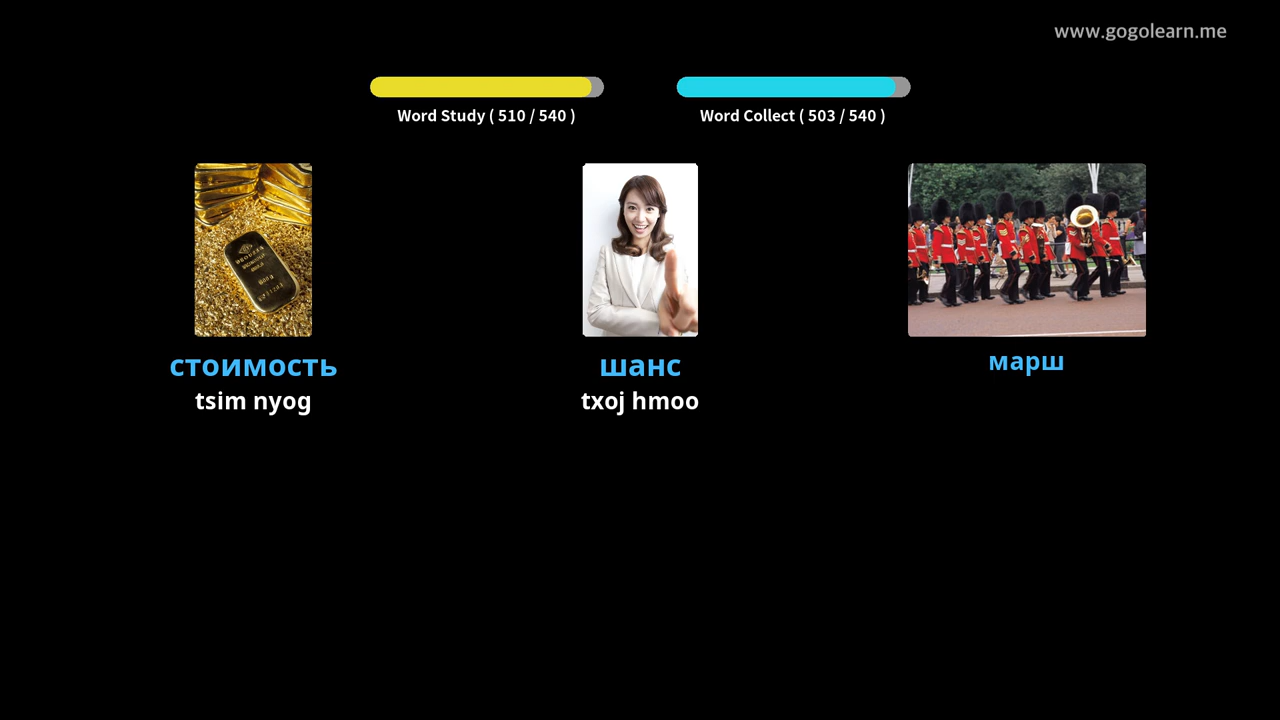 www.gogolearn.me
Word Study ( 510 / 540 )
Word Collect ( 503 / 540 )
стоимость
tsim nyog
шанс
txoj hmoo
марш